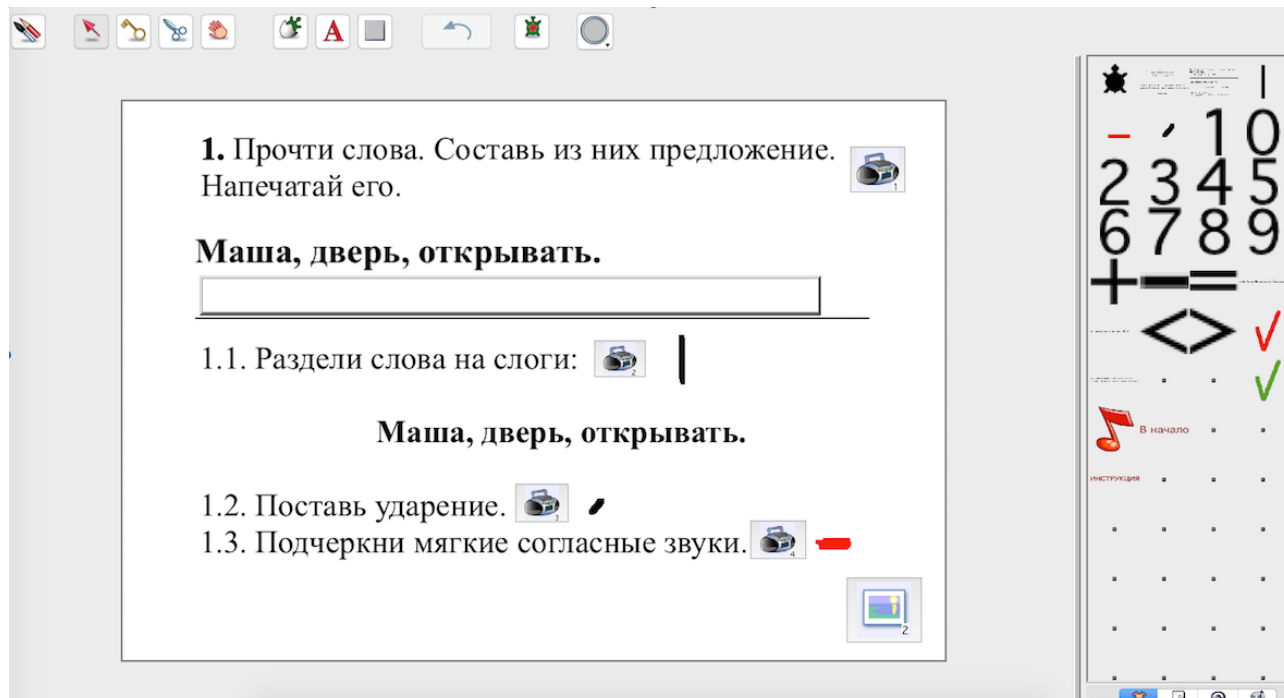 1. Прочти слова. Составь из них предложение.
Напечатай его.
1
Маша, дверь, открывать.
1.1. Раздели слова на слоги:
2
Маша, дверь, открывать.
1.2. Поставь ударение.
3
1.3. Подчеркни мягкие согласные звуки.
4
2
A
1 0
2 3 4 5
6 7 8 9
+ − =
< >
В начало
ИНСТРУКЦИЯ